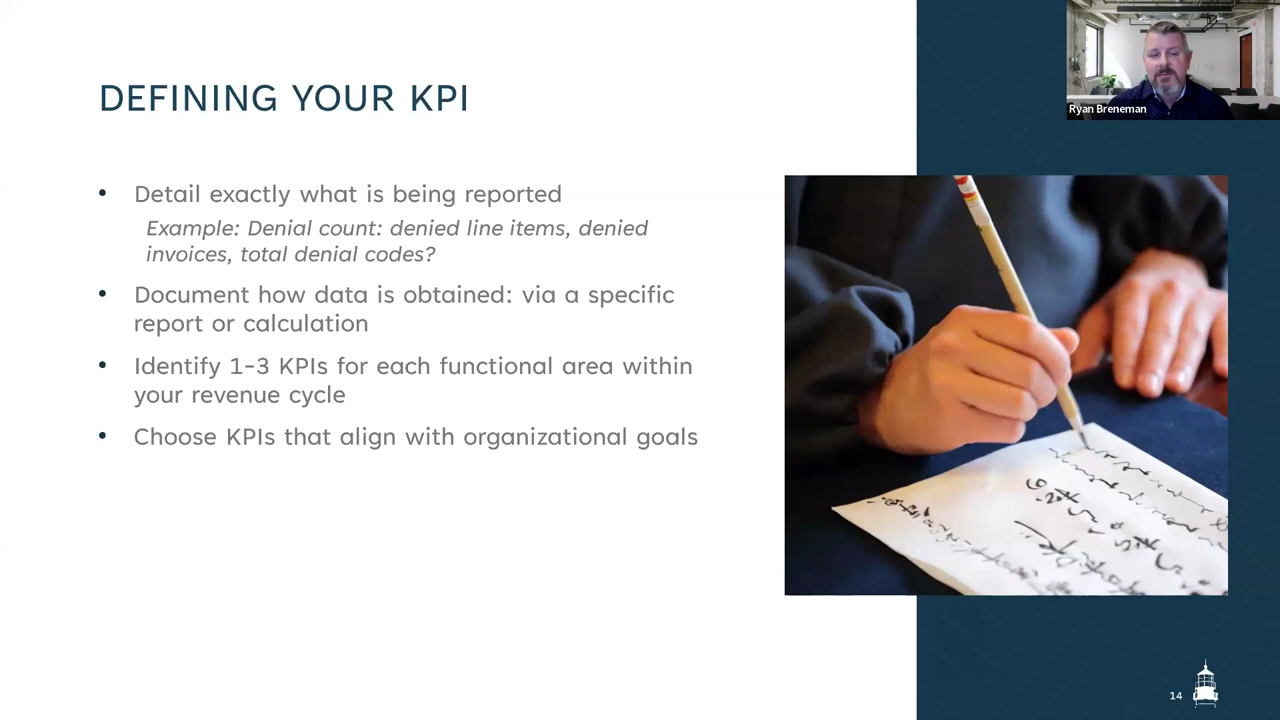 DEFINING YOUR KPI
Ryan Breneman
• Detail exactly what is being reported
Example: Denial count: denied line items, denied
invoices, total denial codes?
• Document how data is obtained: via a specific
report or calculation
• Identify 1-3 KPIs for each functional area within
your revenue cycle
• Choose KPIs that align with organizational goals
14